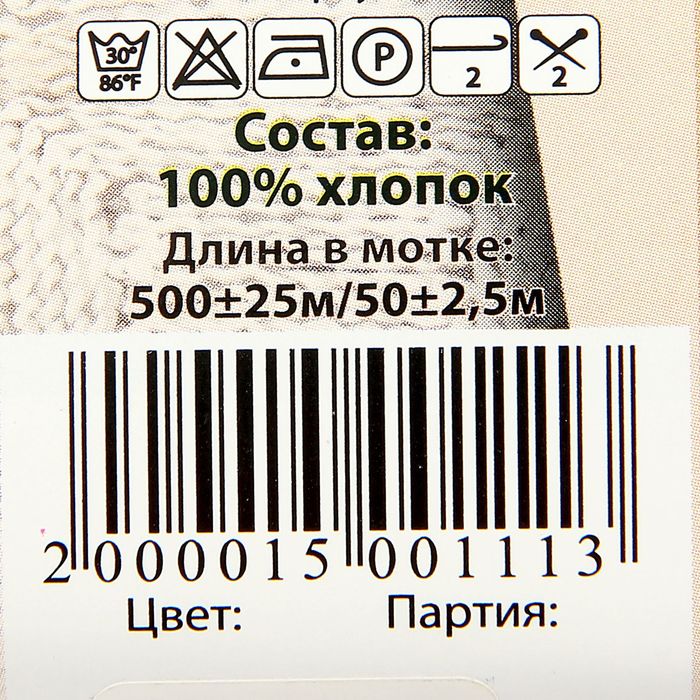 30°
86°F
P
2
2
Состав:
100% хлопок
Длина в мотке:
500±25м/50±2,5м
2 000015 001113
Цвет: Партия: